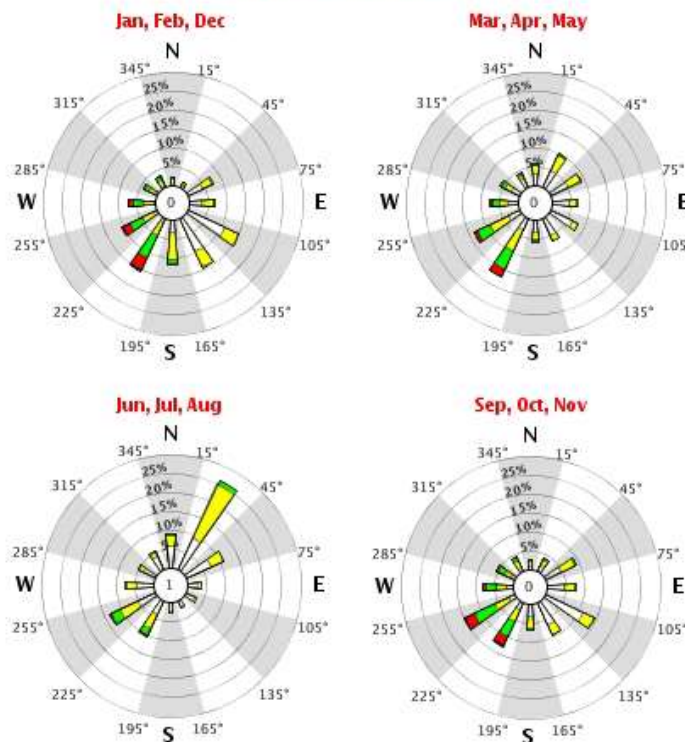 Jan, Feb, Dec
N
345° 15°
315° 45°
25%
20%
15%
10%
5%
285° 75°
W 0 E
255° 105°
225° 135°
195° S 165°
Mar, Apr, May
N
345° 15°
315° 45°
25%
20%
15%
10%
5%
285° 75°
W 0 E
255° 105°
225° 135°
195° S 165°
Jun, Jul, Aug
N
345° 15°
315° 45°
25%
20%
15%
10%
5%
285° 75°
W 1 E
255° 105°
225° 135°
195° S 165°
Sep, Oct, Nov
N
345° 15°
315° 45°
25%
20%
15%
10%
5%
285° 75°
W 0 E
255° 105°
225° 135°
195° S 165°